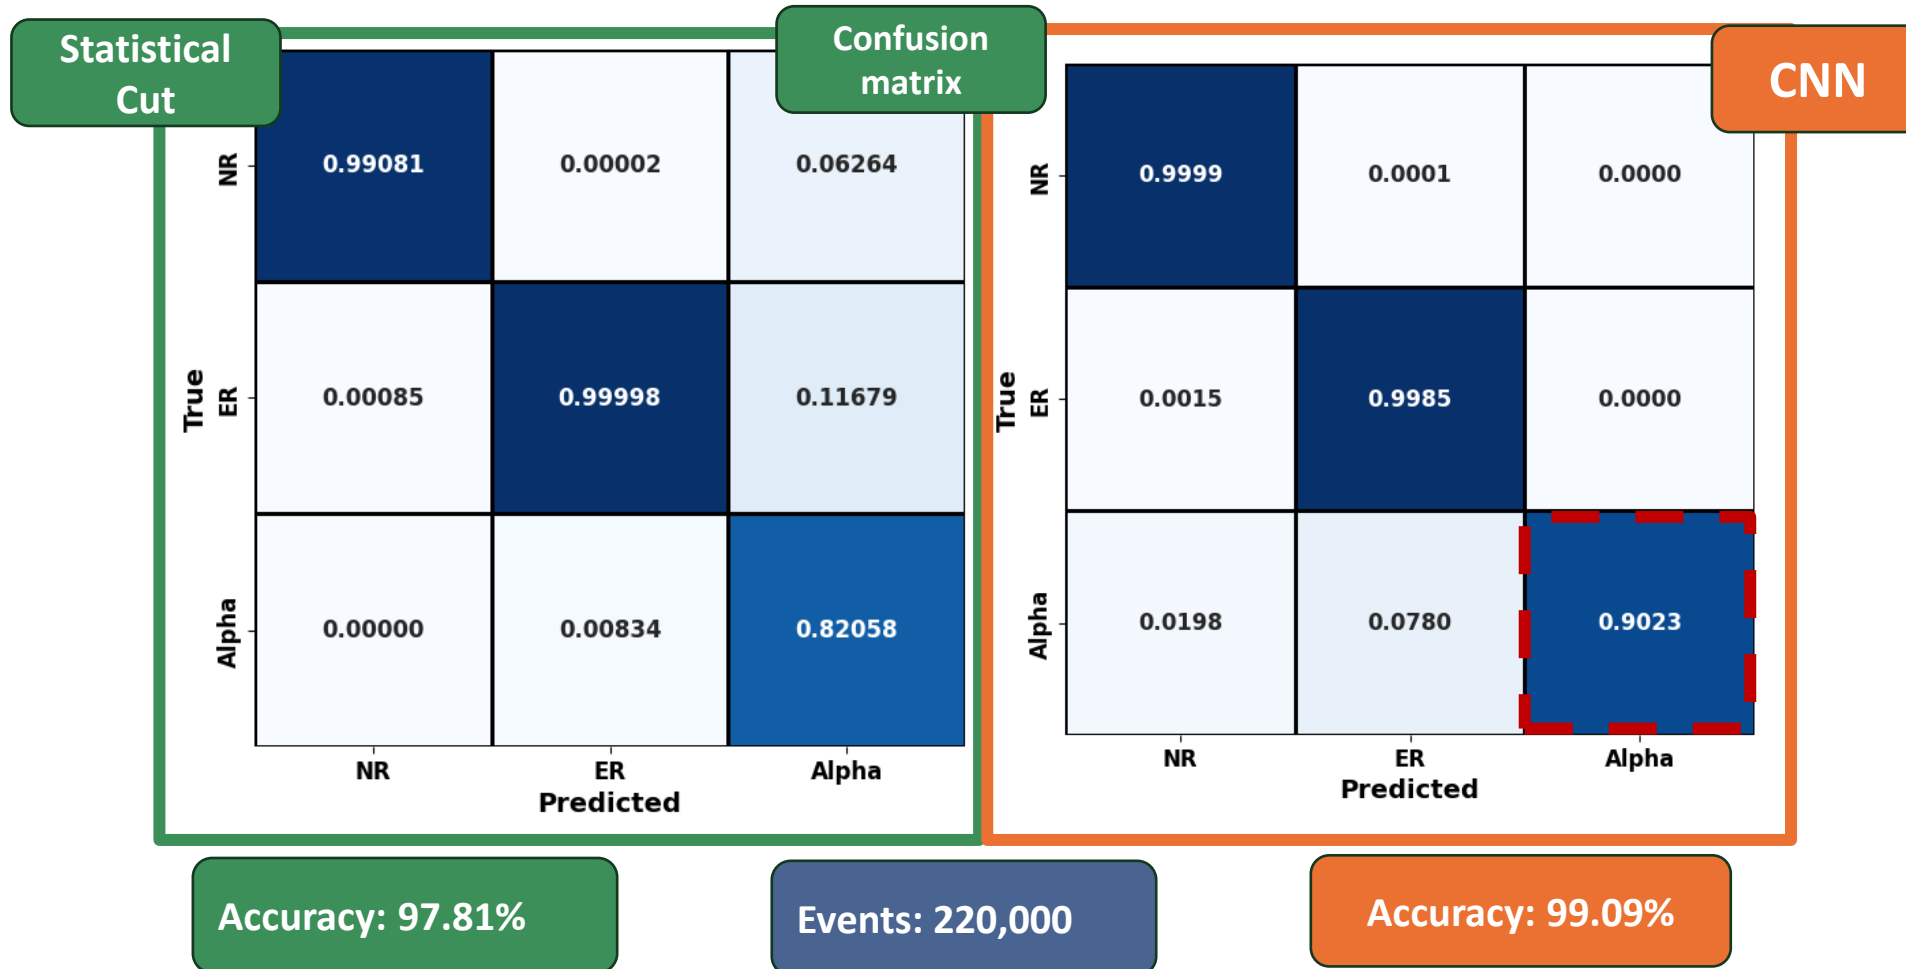 Statistical
Cut
Confusion
matrix
CNN
True
NR
0.99081
0.00002
0.06264
ER
0.00085
0.99998
0.11679
Alpha
0.00000
0.00834
0.82058
NR
ER
Alpha
Predicted
True
NR
0.9999
0.0001
0.0000
ER
0.0015
0.9985
0.0000
Alpha
0.0198
0.0780
0.9023
NR
ER
Alpha
Predicted
Accuracy: 97.81%
Events: 220,000
Accuracy: 99.09%